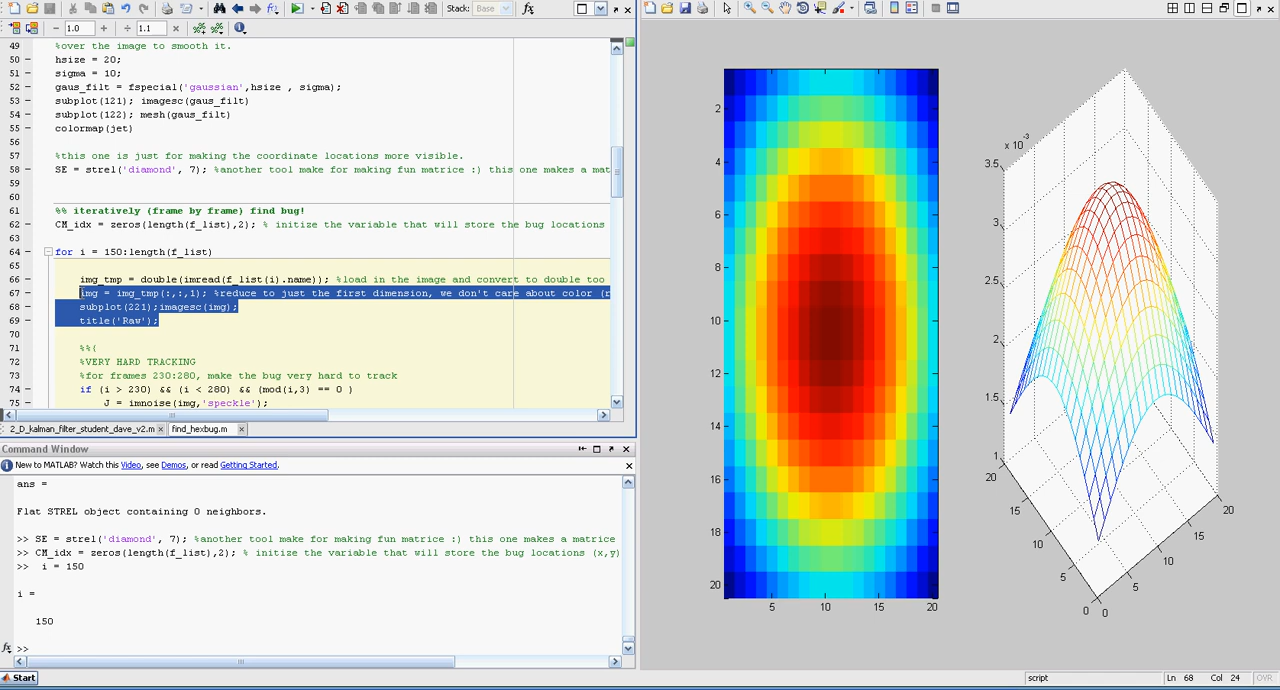 Stack: Base fx
1.0 1.1
49 %over the image to smooth it.
50 hsize = 20;
51 sigma = 10;
52 gaus_filt = fspecial('gaussian',hsize , sigma);
53 subplot(121); imagesc(gaus_filt)
54 subplot(122); mesh(gaus_filt)
55 colormap(jet)
56
57 %this one is just for making the coordinate locations more visible.
58 SE = strel('diamond', 7); %another tool make for making fun matrice :) this one makes a mat
59
60
61 %% iteratively (frame by frame) find bug!
62 CM_idx = zeros(length(f_list),2); % initize the variable that will store the bug locations
63
64 for i = 150:length(f_list)
65
66 img_tmp = double(imread(f_list(i).name)); %load in the image and convert to double too
67 img = img_tmp(:,:,1); %reduce to just the first dimension, we don't care about color (r
68 subplot(221);imagesc(img);
69 title('Raw');
70
71 %%(
72 %VERY HARD TRACKING
73 %for frames 230:280, make the bug very hard to track
74 if (i > 230) && (i < 280) && (mod(i,3) == 0 )
75 J = imnoise(img,'speckle');
2_D_kalman_filter_student_dave_v2.m find_hexbug.m
Command Window
New to MATLAB? Watch this Video, see Demos, or read Getting Started.
ans =
Flat STREL object containing 0 neighbors.
>> SE = strel('diamond', 7); %another tool make for making fun matrice :) this one makes a matrice
>> CM_idx = zeros(length(f_list),2); % initize the variable that will store the bug locations (x,y)
>> i = 150
i =
150
fx >>
Start
2
4
6
8
10
12
14
16
18
20
5 10 15 20
x 10^-3
3.5
3
2.5
2
1.5
1
20
15
10
5
0
0
5
10
15
20
script Ln 68 Col 24 OVR